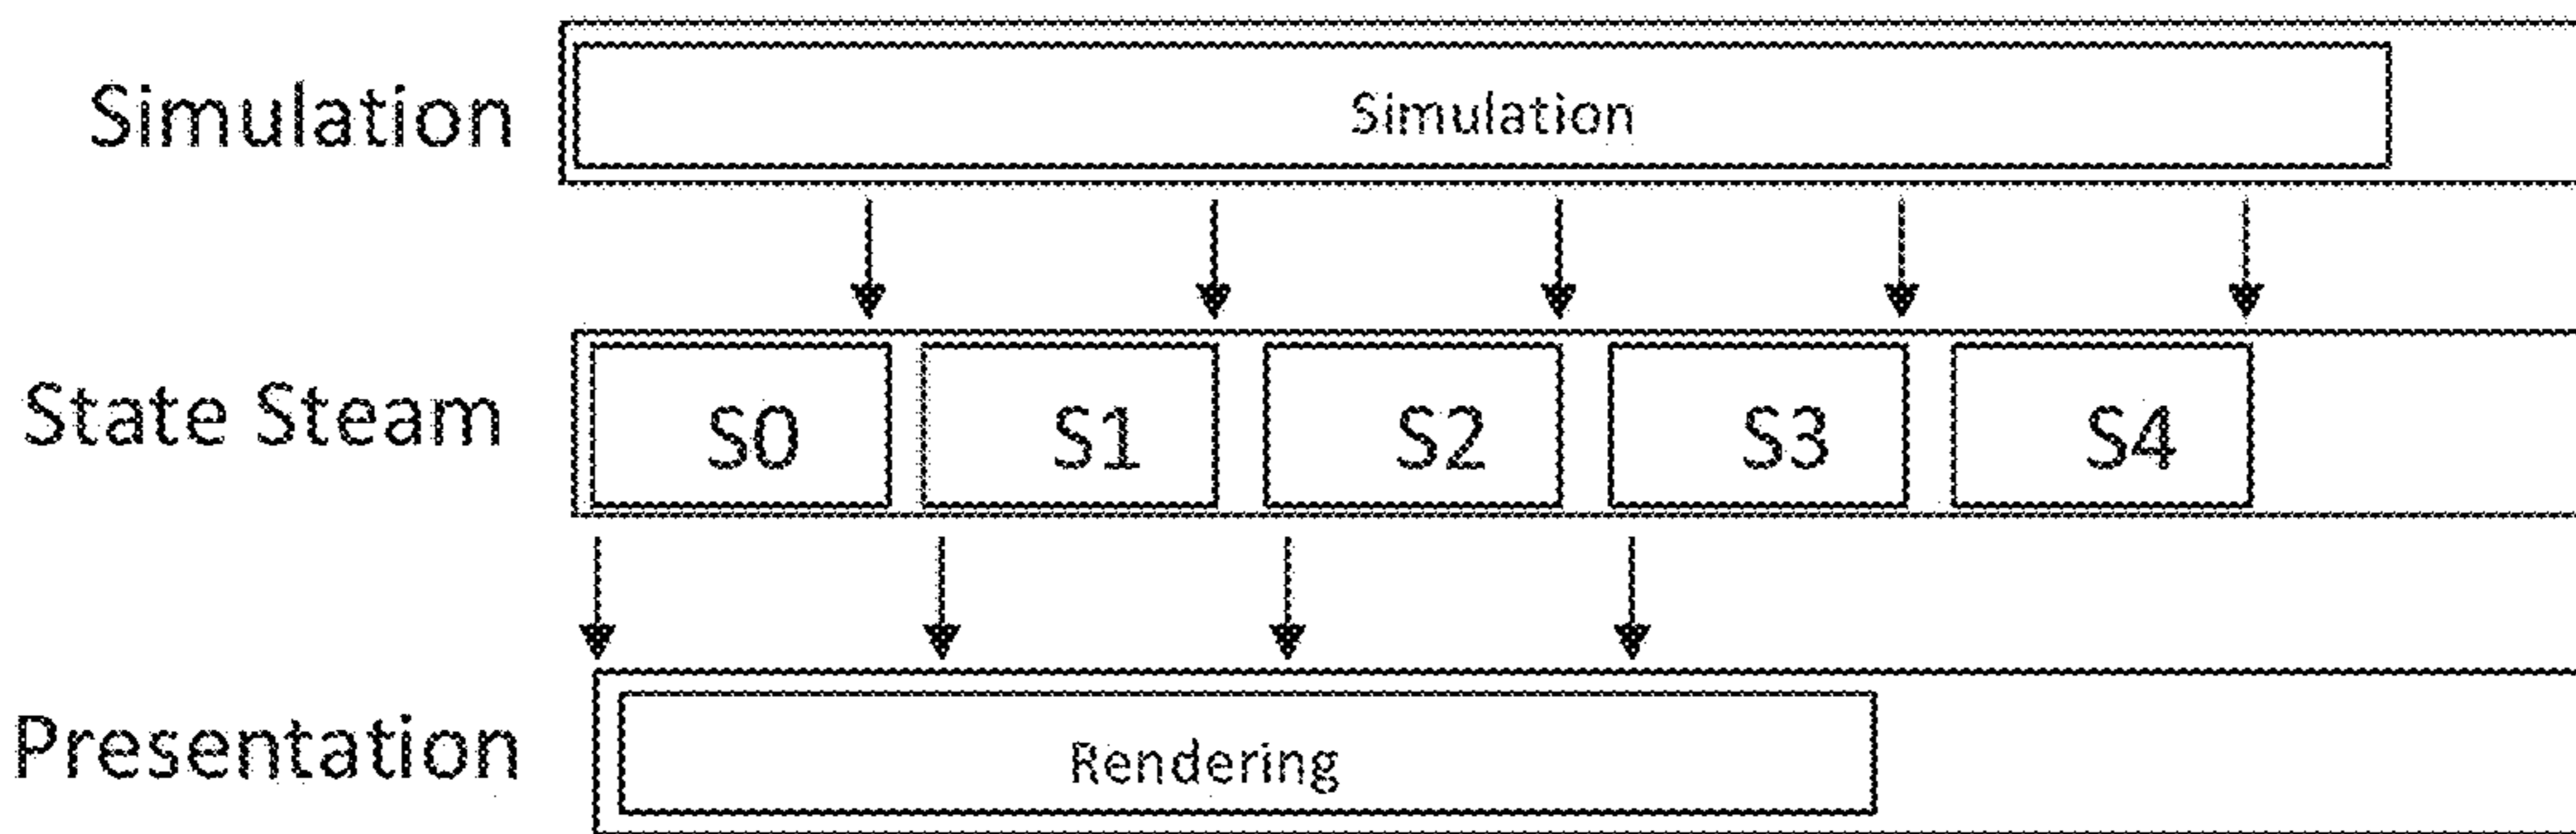 Simulation
Simulation
State Steam
S0
S1
S2
S3
S4
Presentation
Rendering